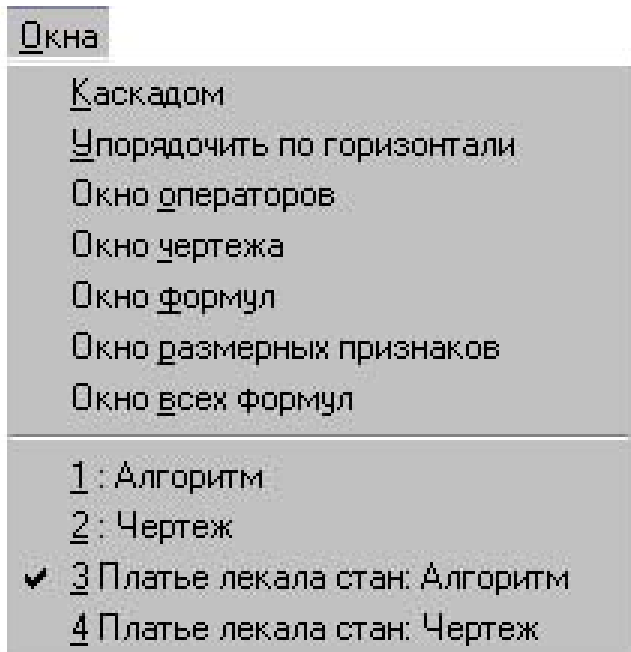 Окна
Каскадом
Упорядочить по горизонтали
Окно операторов
Окно чертежа
Окно формул
Окно размерных признаков
Окно всех формул
1 : Алгоритм
2 : Чертеж
3 Платье лекала стан: Алгоритм
4 Платье лекала стан: Чертеж